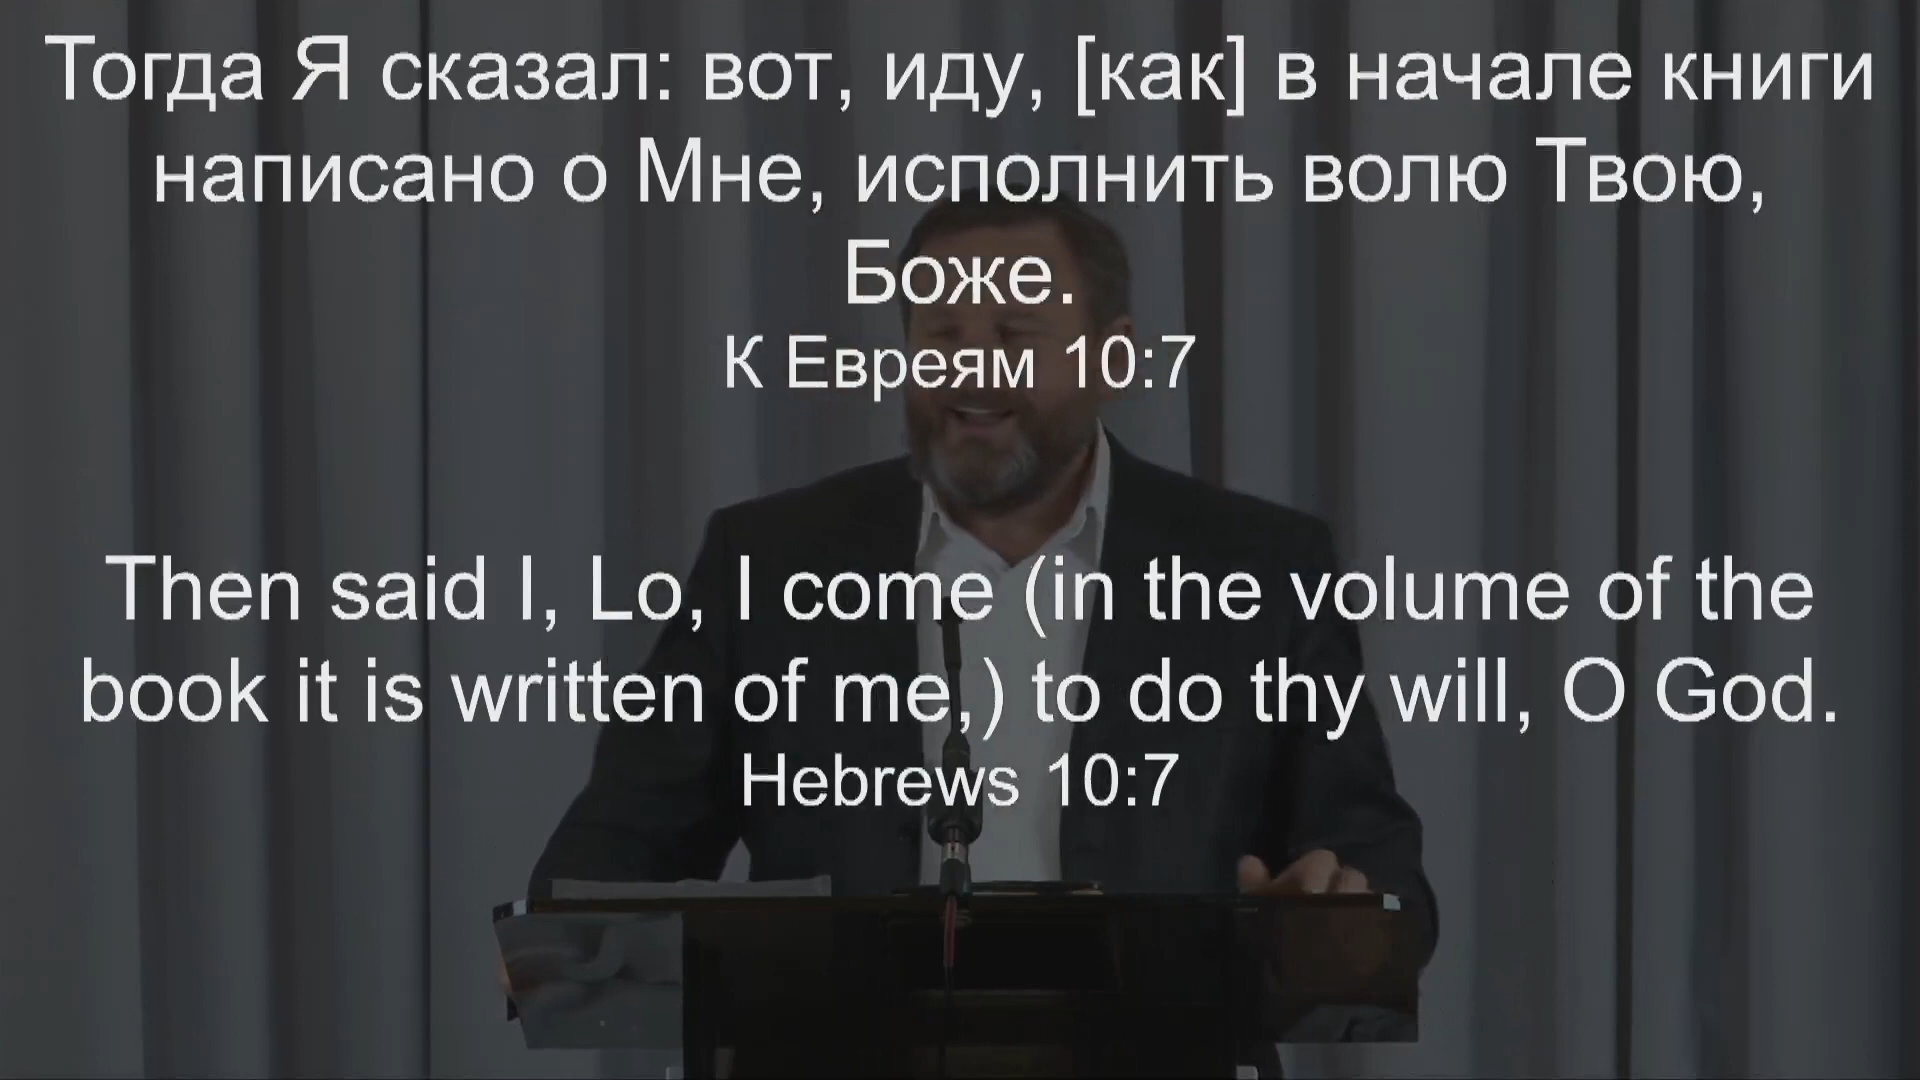 Тогда Я сказал: вот, иду, [как] в начале книги
написано о Мне, исполнить волю Твою,
Боже.
К Евреям 10:7
Then said I, Lo, I come (in the volume of the
book it is written of me,) to do thy will, O God.
Hebrews 10:7